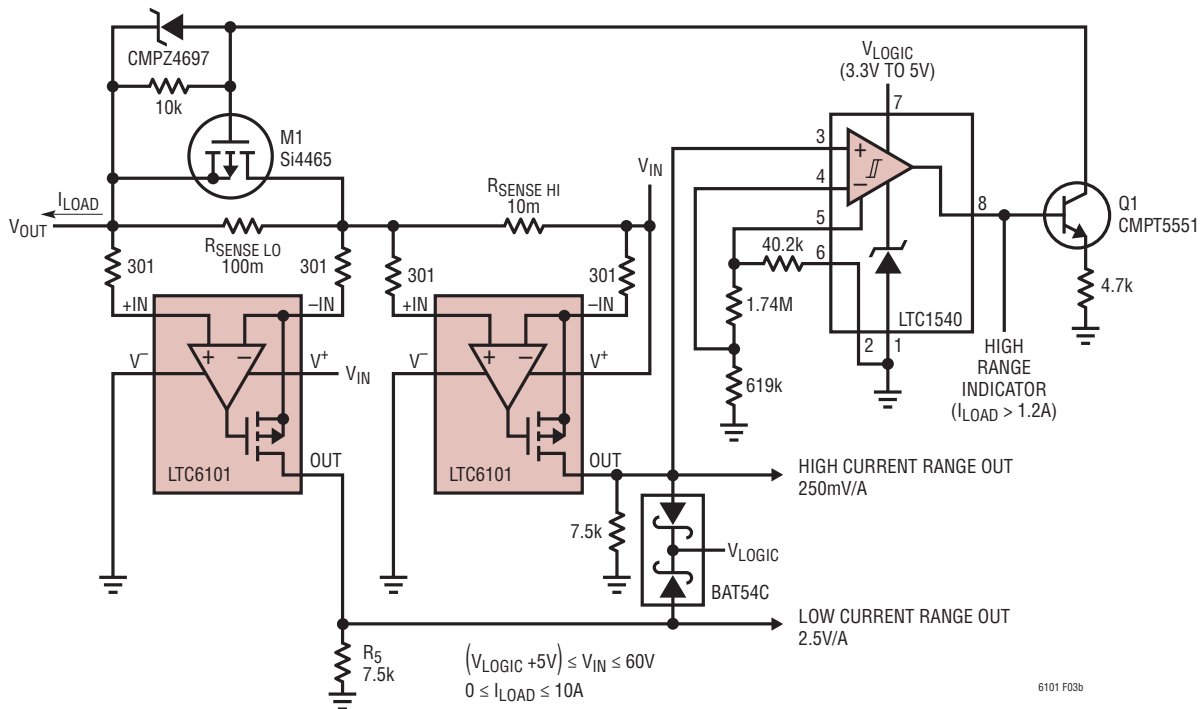 CMPZ4697
10k
M1
Si4465
VLOGIC
(3.3V TO 5V)
7
3
4
5
6
8
2
1
+
−
40.2k
1.74M
619k
LTC1540
Q1
CMPT5551
4.7k
HIGH
RANGE
INDICATOR
(ILOAD > 1.2A)
VIN
ILOAD
VOUT
RSENSE LO
100m
RSENSE HI
10m
301
301
301
301
+IN
−IN
+IN
−IN
V−
+ −
V+
VIN
V−
+ −
V+
LTC6101
OUT
LTC6101
OUT
HIGH CURRENT RANGE OUT
250mV/A
7.5k
VLOGIC
BAT54C
LOW CURRENT RANGE OUT
2.5V/A
R5
7.5k
(VLOGIC +5V) ≤ VIN ≤ 60V
0 ≤ ILOAD ≤ 10A
6101 F03b